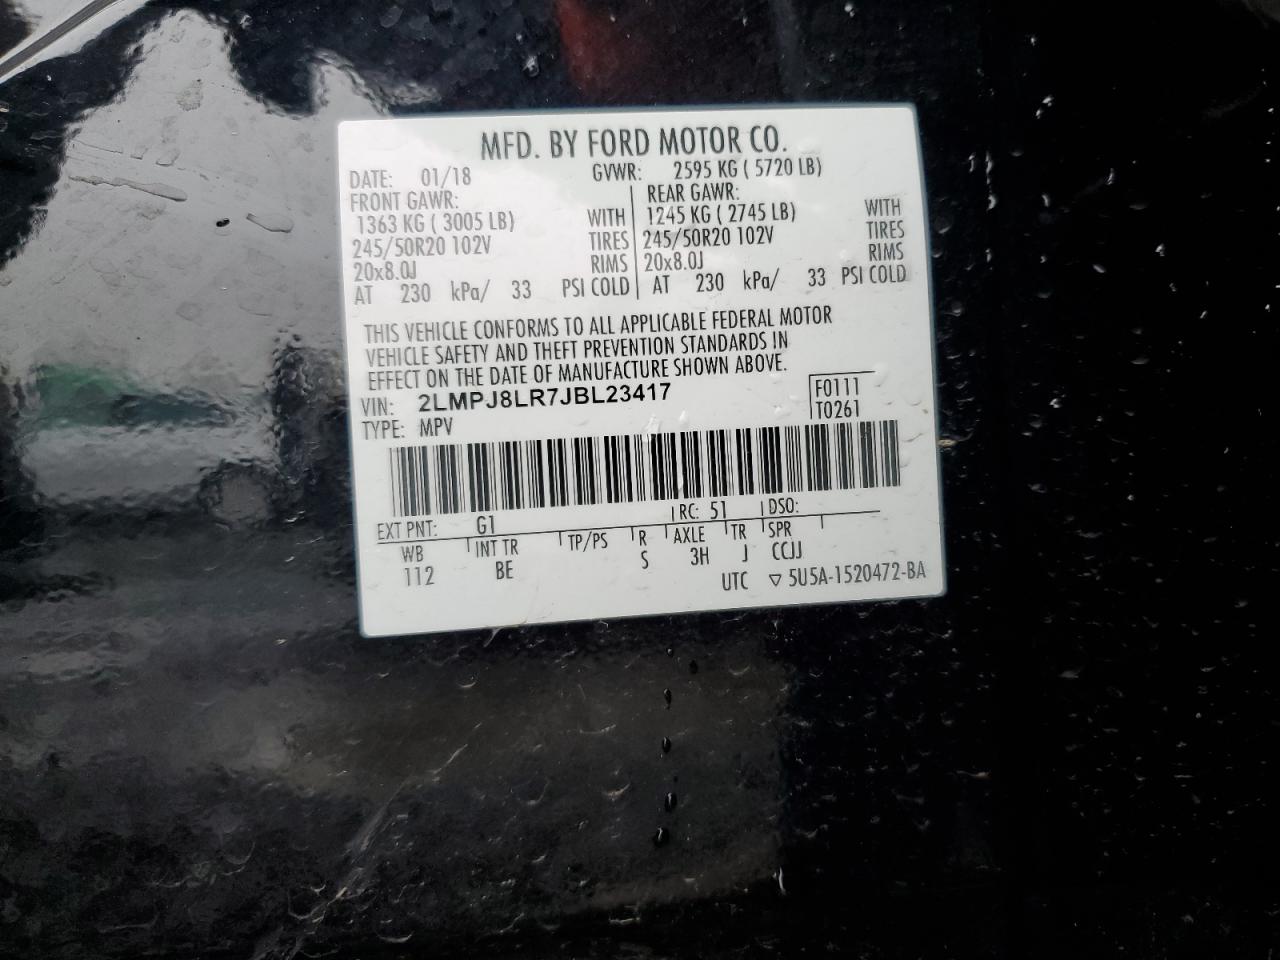 MFD. BY FORD MOTOR CO.
DATE: 01/18 GVWR: 2595 KG ( 5720 LB)
FRONT GAWR: REAR GAWR:
1363 KG ( 3005 LB) WITH 1245 KG ( 2745 LB) WITH
245/50R20 102V TIRES 245/50R20 102V TIRES
20x8.0J RIMS 20x8.0J RIMS
AT 230 kPa/ 33 PSI COLD AT 230 kPa/ 33 PSI COLD
THIS VEHICLE CONFORMS TO ALL APPLICABLE FEDERAL MOTOR
VEHICLE SAFETY AND THEFT PREVENTION STANDARDS IN
EFFECT ON THE DATE OF MANUFACTURE SHOWN ABOVE.
VIN: 2LMPJ8LR7JBL23417 F0111
TYPE: MPV T0261
EXT PNT: G1 RC: 51 DSO:
WB INT TR TP/PS R AXLE TR SPR
112 BE S 3H J CCJJ
UTC ▽ 5U5A-1520472-BA